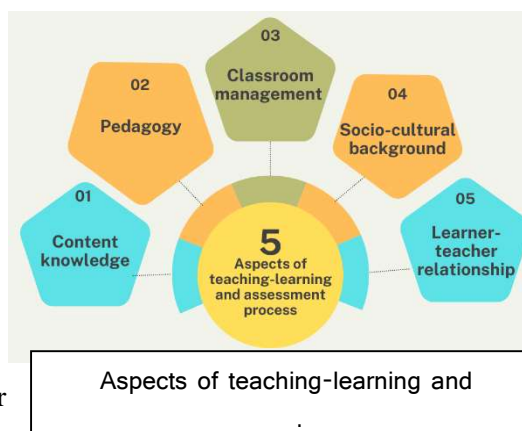 01
Content
knowledge
02
Pedagogy
03
Classroom
management
04
Socio-cultural
background
05
Learner-
teacher
relationship
5
Aspects of
teaching-learning
and assessment
process
r
Aspects of teaching-learning and